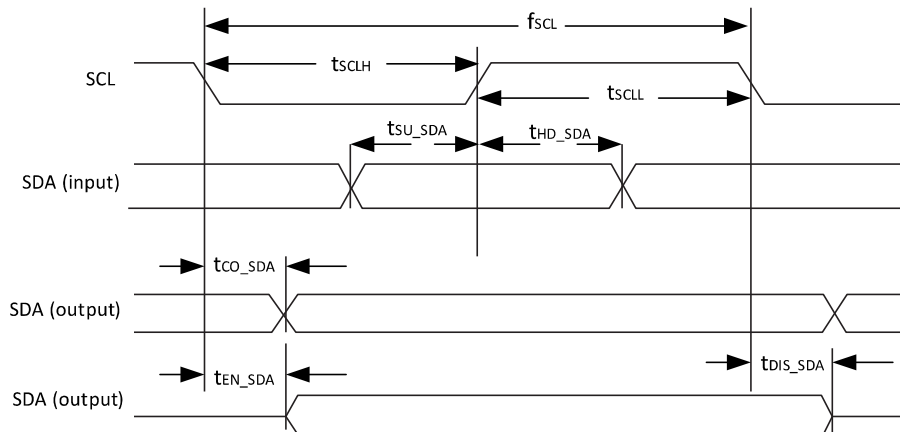 fSCL
SCL
tSCLH
tSCLL
tSU_SDA
tHD_SDA
SDA (input)
tCO_SDA
SDA (output)
tEN_SDA
tDIS_SDA
SDA (output)